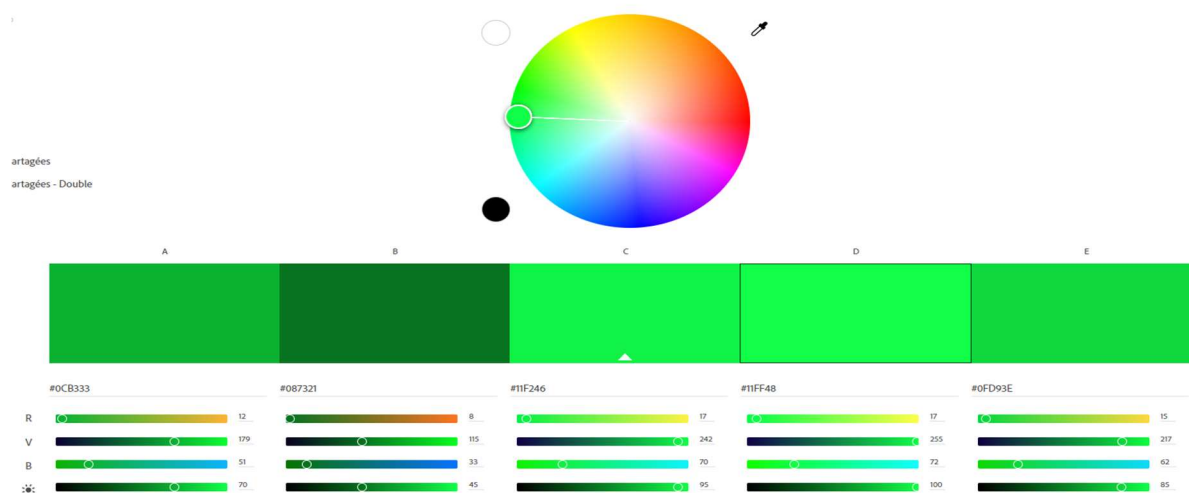 artagées
artagées - Double
A B C D E
#0CB333 #087321 #11F246 #11FF48 #0FD93E
R 12 8 17 17 15
V 179 115 242 255 217
B 51 33 70 72 62
70 45 95 100 85